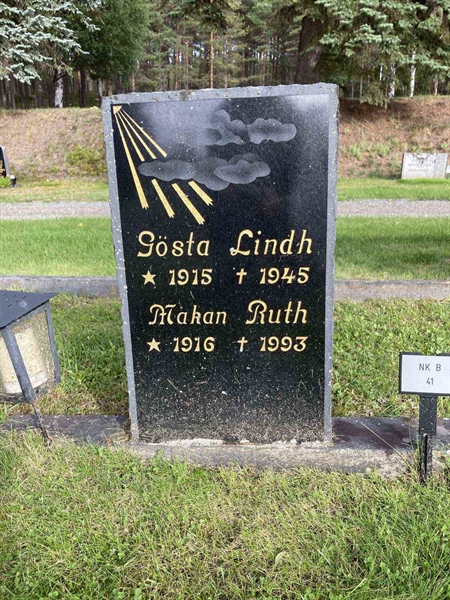 Gösta Lindh
★ 1915 † 1945
Makan Ruth
★ 1916 † 1993
NK B
41